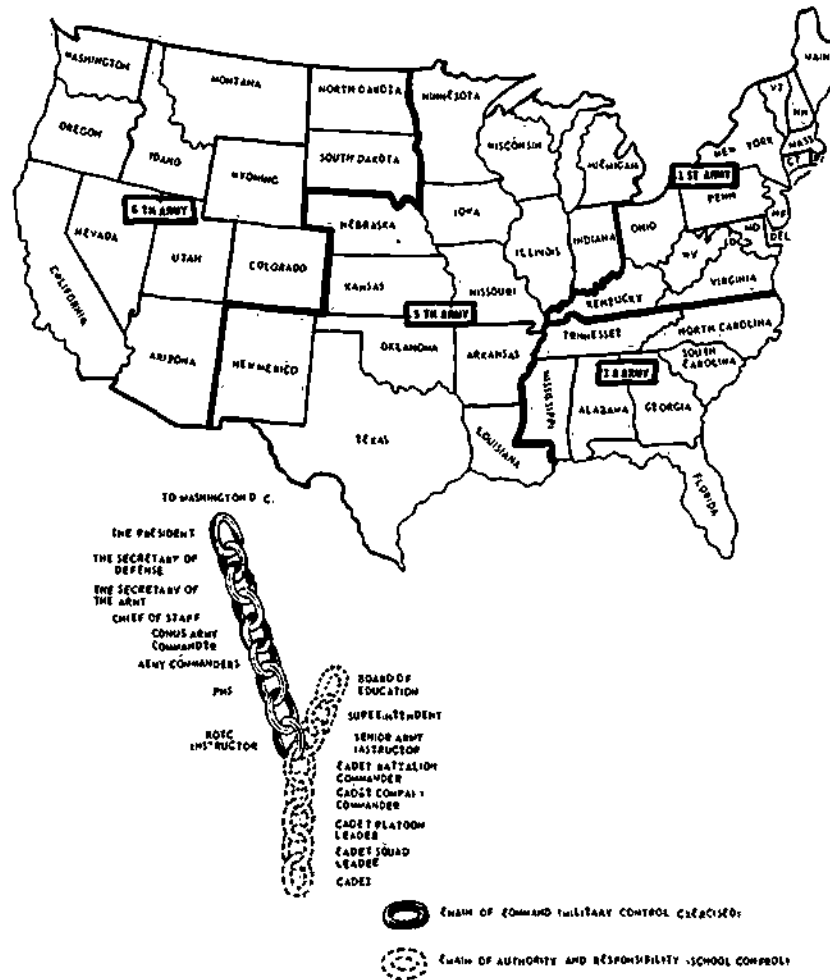 WASHINGTON
MONTANA
NORTH DAKOTA
MINNESOTA
MAINE
VT
NH
OREGON
IDAHO
SOUTH DAKOTA
WISCONSIN
MICHIGAN
NEW YORK
MASS
CT
WYOMING
1 ST ARMY
PENN
6 TH ARMY
NEBRASKA
IOWA
ILLINOIS
INDIANA
OHIO
MD
DEL
NEVADA
UTAH
COLORADO
WV
DC
VIRGINIA
CALIFORNIA
KANSAS
MISSOURI
KENTUCKY
5 TH ARMY
TENNESSEE
NORTH CAROLINA
ARIZONA
NEW MEXICO
OKLAHOMA
ARKANSAS
SOUTH
CAROLINA
3 D ARMY
MISSISSIPPI
ALABAMA
GEORGIA
TEXAS
LOUISIANA
FLORIDA
TO WASHINGTON D C.
THE PRESIDENT
THE SECRETARY OF
DEFENSE
THE SECRETARY OF
THE ARMY
CHIEF OF STAFF
CONUS ARMY
COMMANDER
ARMY COMMANDERS
PMS
ROTC
INSTRUCTOR
BOARD OF
EDUCATION
SUPERINTENDENT
SENIOR ARMY
INSTRUCTOR
CADET BATTALION
COMMANDER
CADET COMPANY
COMMANDER
CADET PLATOON
LEADER
CADET SQUAD
LEADER
CADET
CHAIN OF COMMAND (MILITARY CONTROL EXERCISED)
CHAIN OF AUTHORITY AND RESPONSIBILITY (SCHOOL CONTROL)